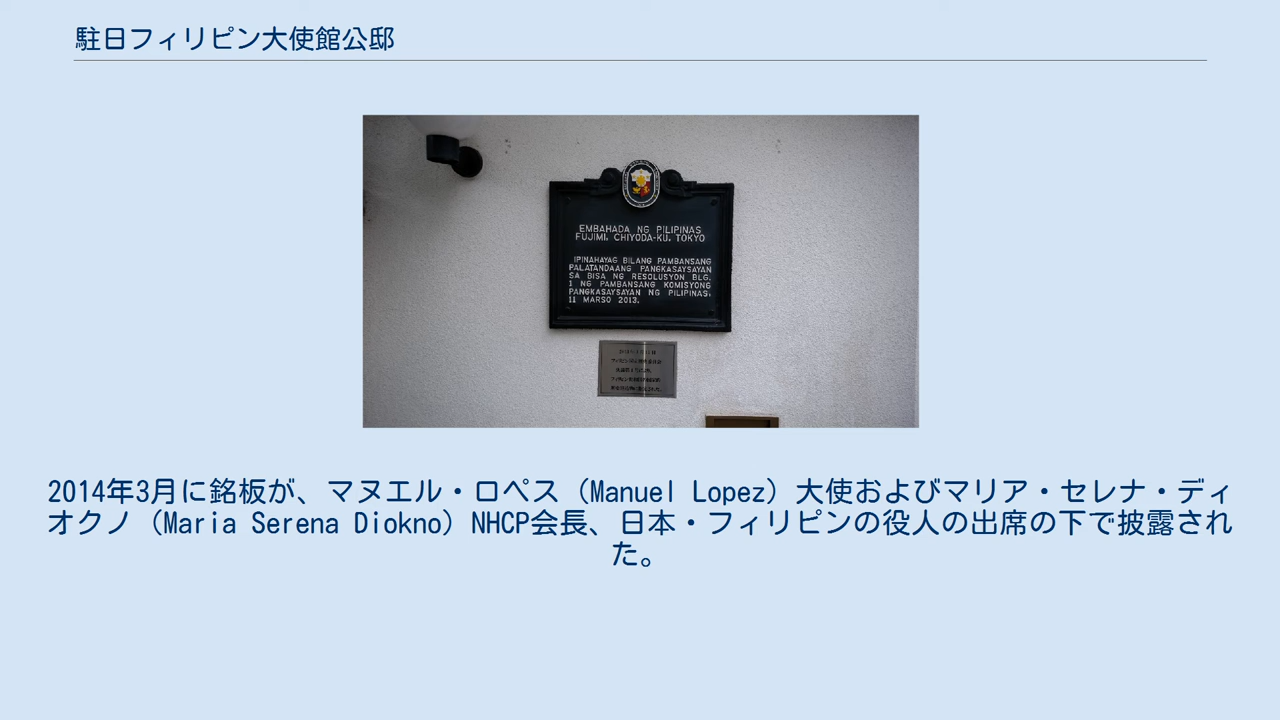 駐日フィリピン大使館公邸
EMBAHADA NG PILIPINAS
FUJIMI, CHIYODA-KU, TOKYO
IPINAHAYAG BILANG PAMBANSANG
PALATANDAANG PANGKASAYSAYAN
SA BISA NG RESOLUSYON BLG.
1 NG PAMBANSANG KOMISYONG
PANGKASAYSAYAN NG PILIPINAS,
11 MARSO 2013.
2014年3月に銘板が、マヌエル・ロペス（Manuel Lopez）大使およびマリア・セレナ・ディ
オクノ（Maria Serena Diokno）NHCP会長、日本・フィリピンの役人の出席の下で披露され
た。